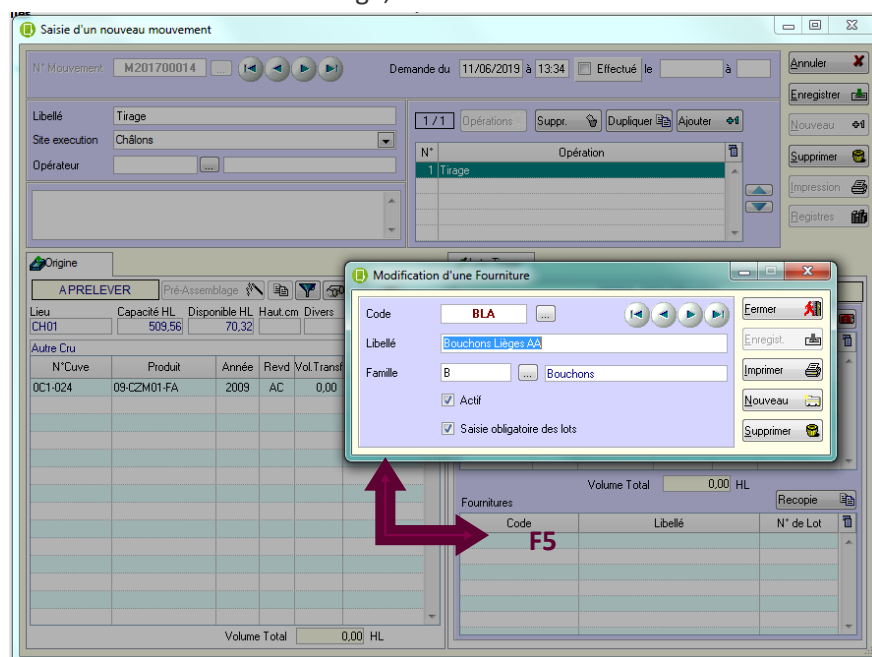 Saisie d'un nouveau mouvement
N° Mouvement M201700014 ... Demande du 11/06/2019 à 13:34 Effectué le à
Annuler
Enregistrer
Nouveau
Supprimer
Impression
Registres
Libellé Tirage
Site execution Châlons
Opérateur ...
1 / 1 Opérations Suppr. Dupliquer Ajouter
N° Opération
1 Tirage
Origine
APRELEVER Pré-Assemblage
Lieu Capacité HL Disponible HL Haut.cm Divers
CH01 509,56 70,32
Autre Cru
N°Cuve Produit Année Revd Vol.Transf
0C1-024 09-CZM01-FA 2009 AC 0,00
Volume Total 0,00 HL
Modification d'une Fourniture
Code BLA ...
Libellé Bouchons Lièges AA
Famille B ... Bouchons
Actif
Saisie obligatoire des lots
Fermer
Enregist.
Imprimer
Nouveau
Supprimer
Volume Total 0,00 HL
Fournitures Recopie
Code Libellé N° de Lot
F5